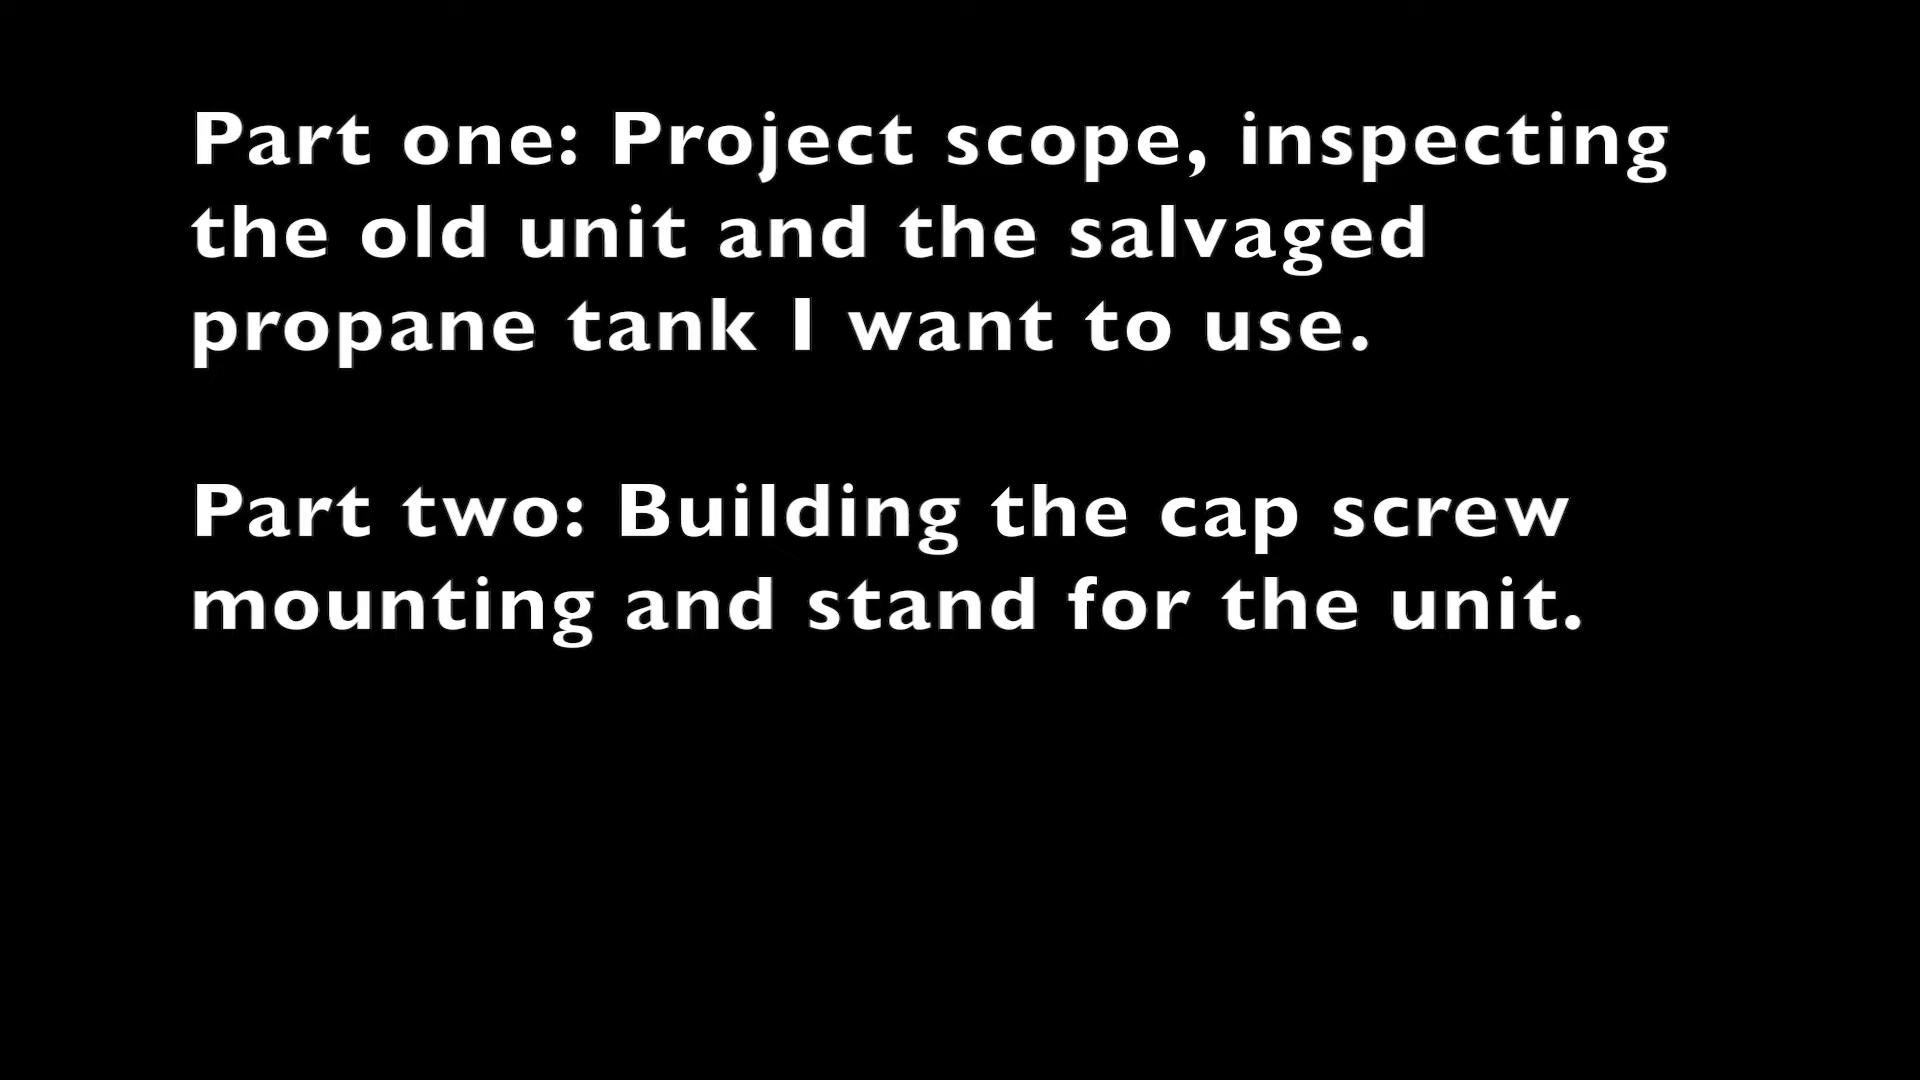 Part one: Project scope, inspecting
the old unit and the salvaged
propane tank I want to use.
Part two: Building the cap screw
mounting and stand for the unit.